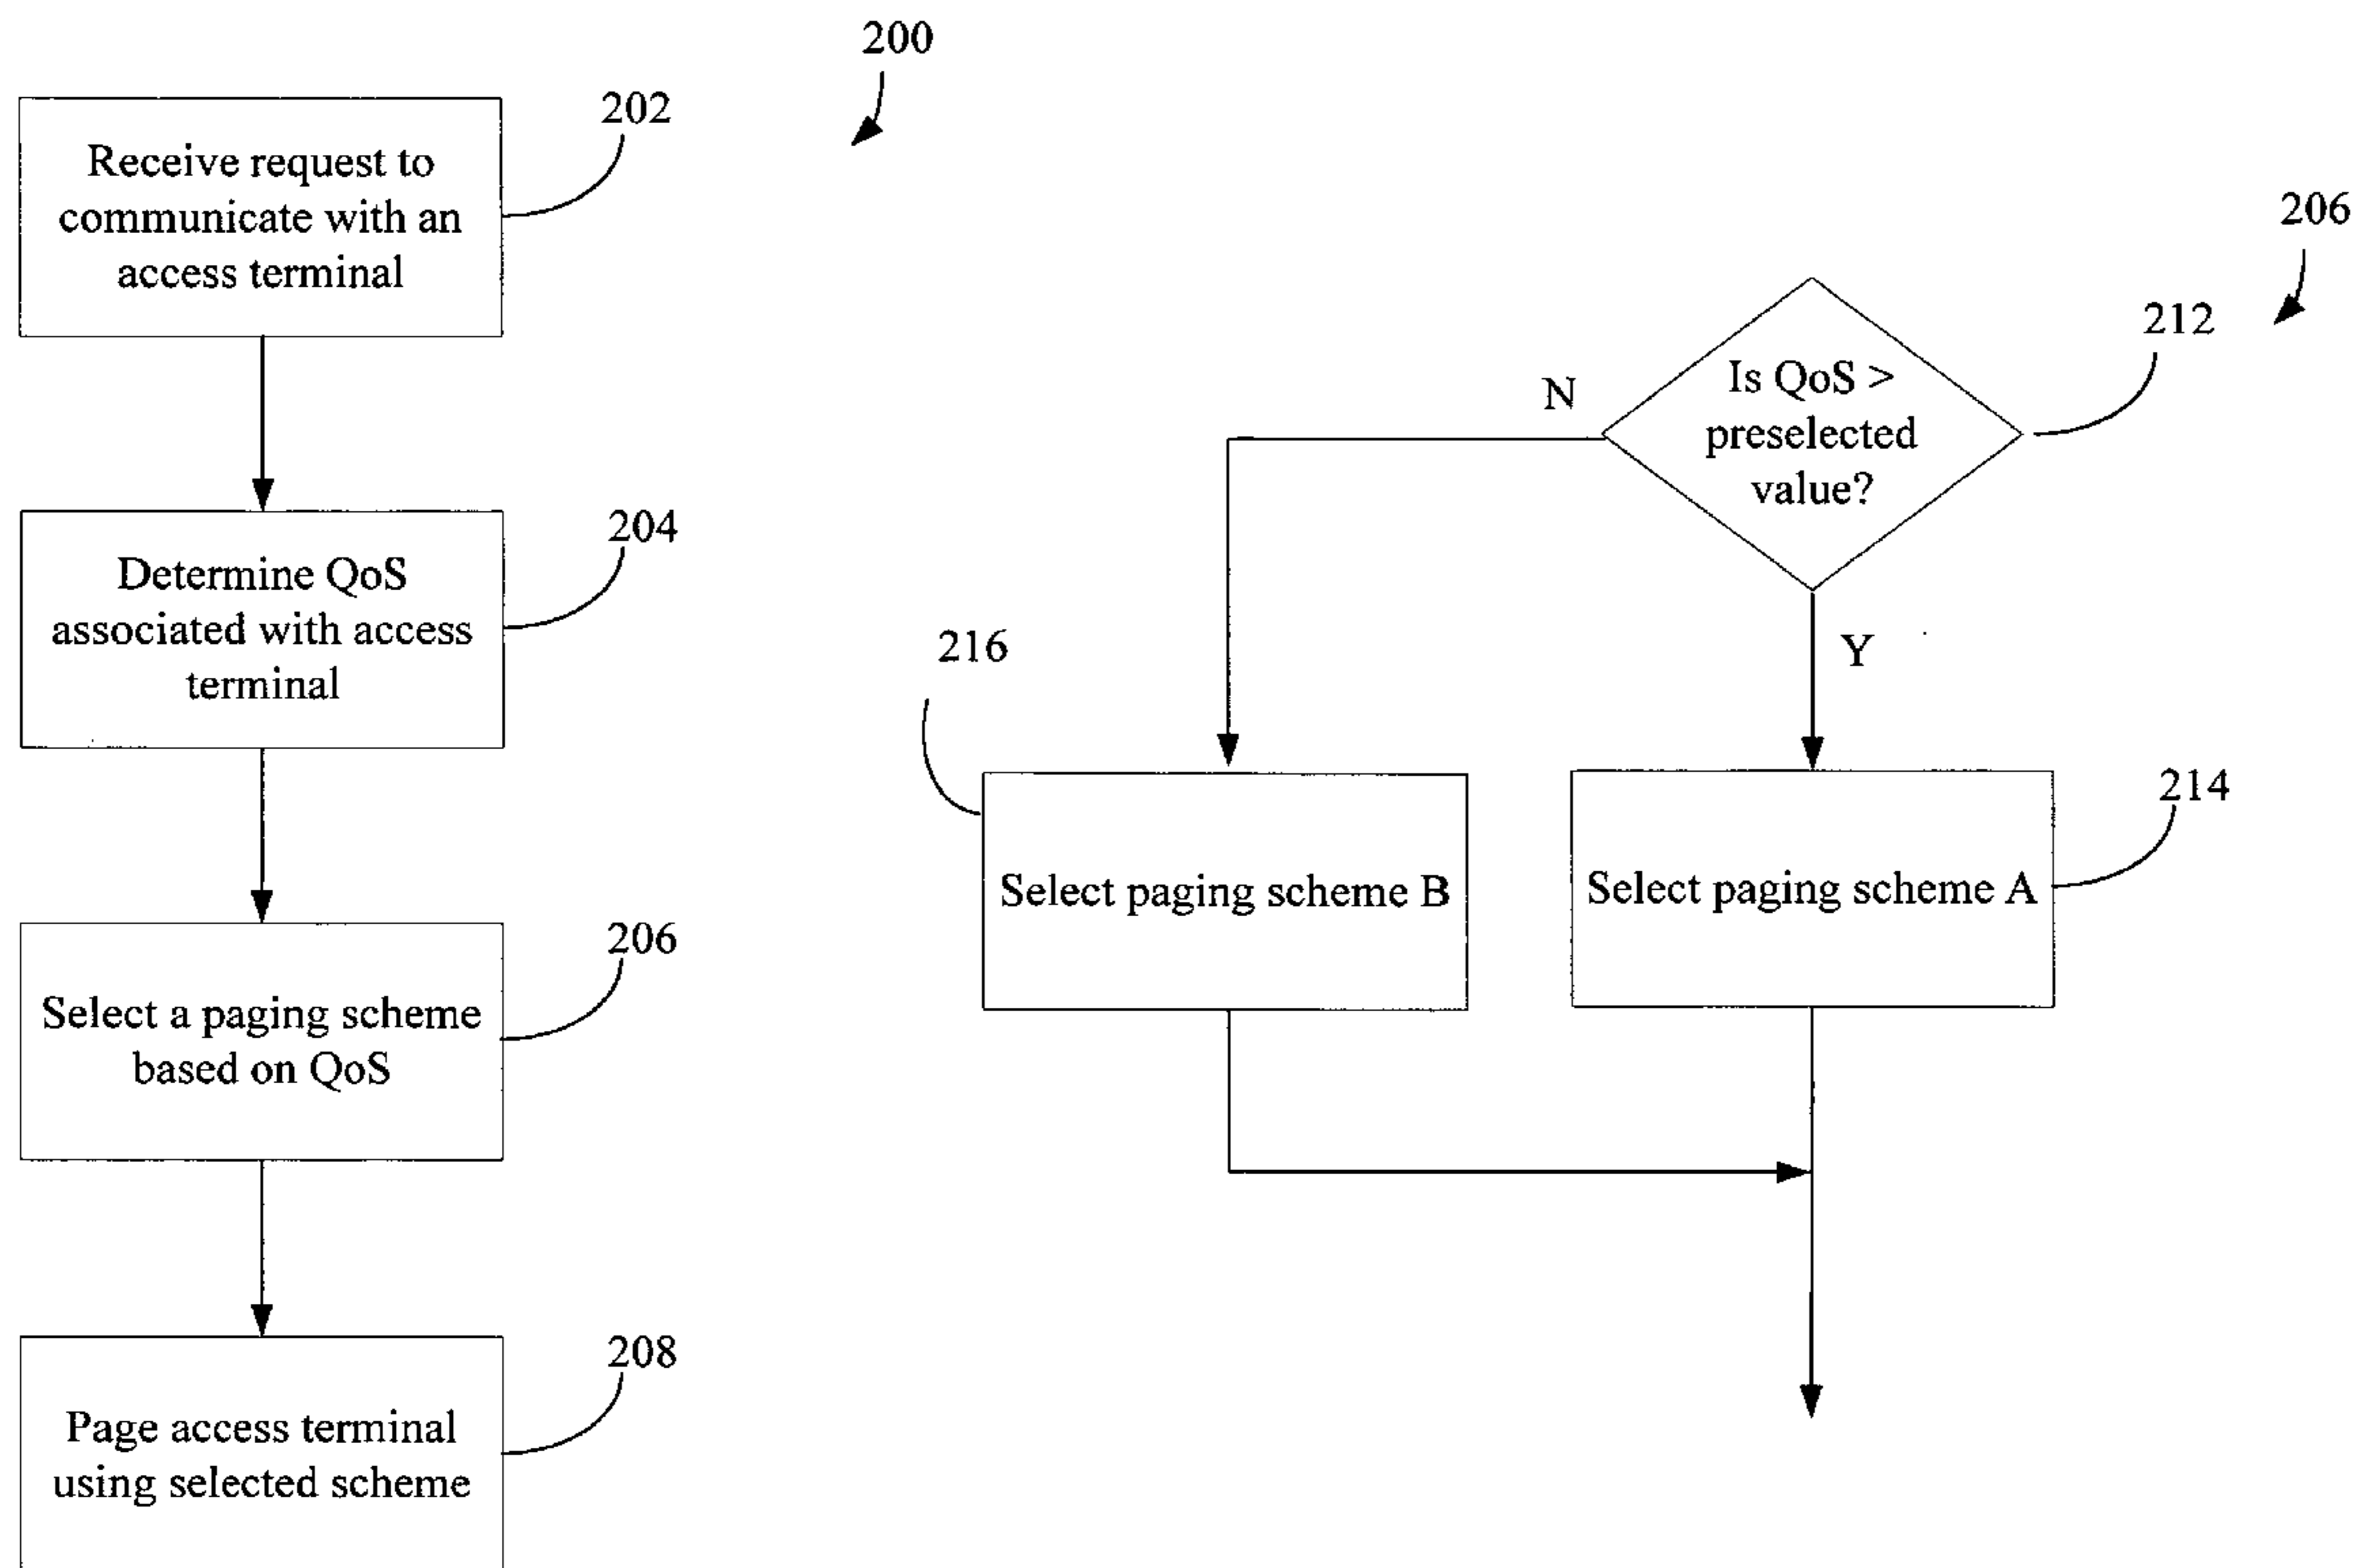 200
202
Receive request to
communicate with an
access terminal
204
Determine QoS
associated with access
terminal
206
Select a paging scheme
based on QoS
208
Page access terminal
using selected scheme
206
212
Is QoS >
preselected
value?
N
Y
216
Select paging scheme B
214
Select paging scheme A